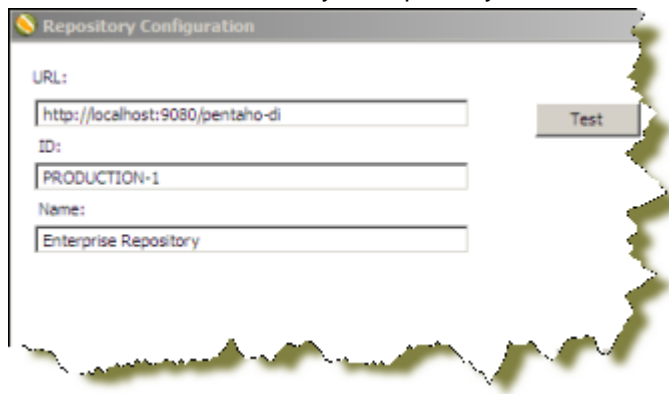 Repository Configuration
URL:
http://localhost:9080/pentaho-di
Test
ID:
PRODUCTION-1
Name:
Enterprise Repository